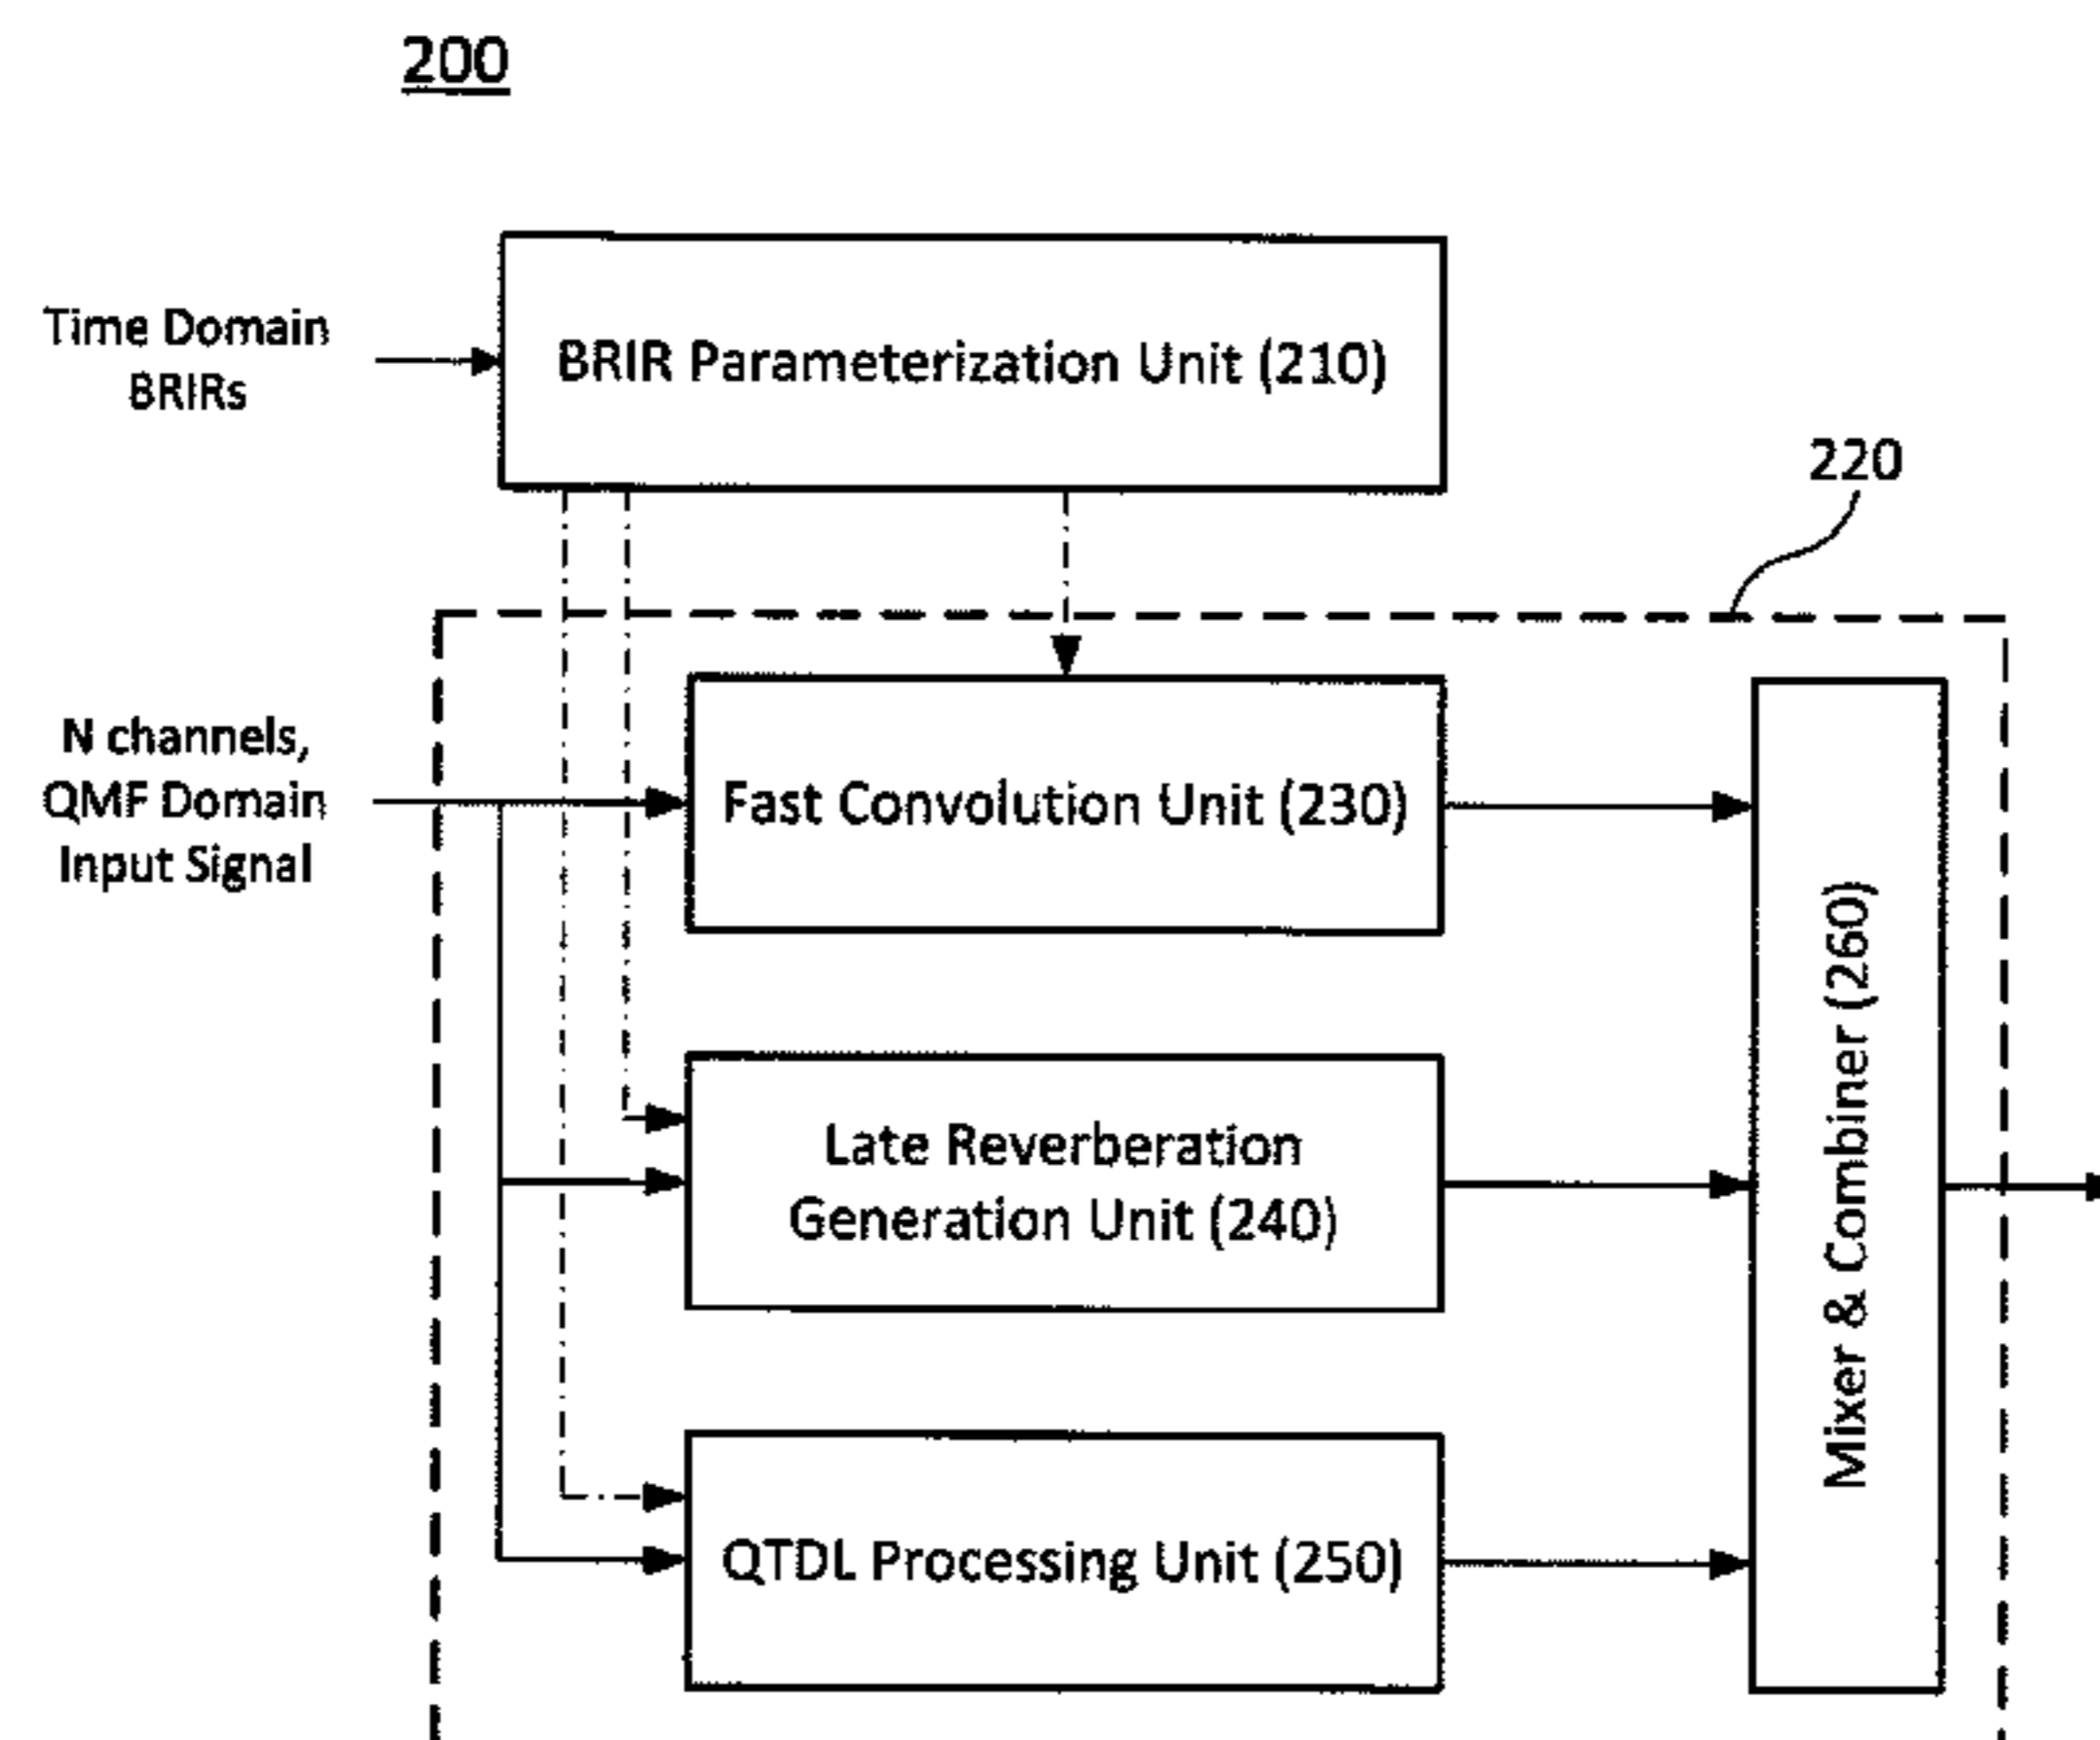 200
Time Domain
BRIRs
BRIR Parameterization Unit (210)
220
N channels,
QMF Domain
Input Signal
Fast Convolution Unit (230)
Late Reverberation
Generation Unit (240)
QTDL Processing Unit (250)
Mixer & Combiner (260)